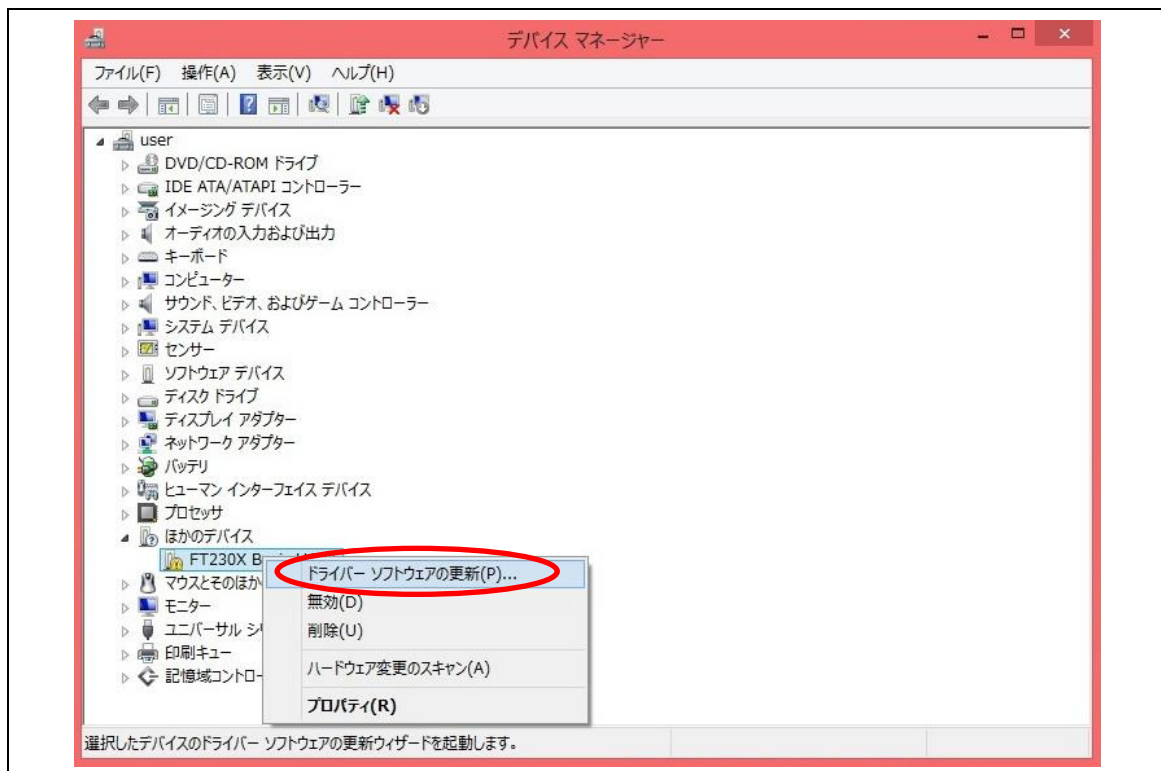 デバイス マネージャー
ファイル(F) 操作(A) 表示(V) ヘルプ(H)
user
DVD/CD-ROM ドライブ
IDE ATA/ATAPI コントローラー
イメージング デバイス
オーディオの入力および出力
キーボード
コンピューター
サウンド、ビデオ、およびゲーム コントローラー
システム デバイス
センサー
ソフトウェア デバイス
ディスク ドライブ
ディスプレイ アダプター
ネットワーク アダプター
バッテリ
ヒューマン インターフェイス デバイス
プロセッサ
ほかのデバイス
FT230X
マウスとそのほか
モニター
ユニバーサル シ
印刷キュー
記憶域コントロー
ドライバー ソフトウェアの更新(P)...
無効(D)
削除(U)
ハードウェア変更のスキャン(A)
プロパティ(R)
選択したデバイスのドライバー ソフトウェアの更新ウィザードを起動します。